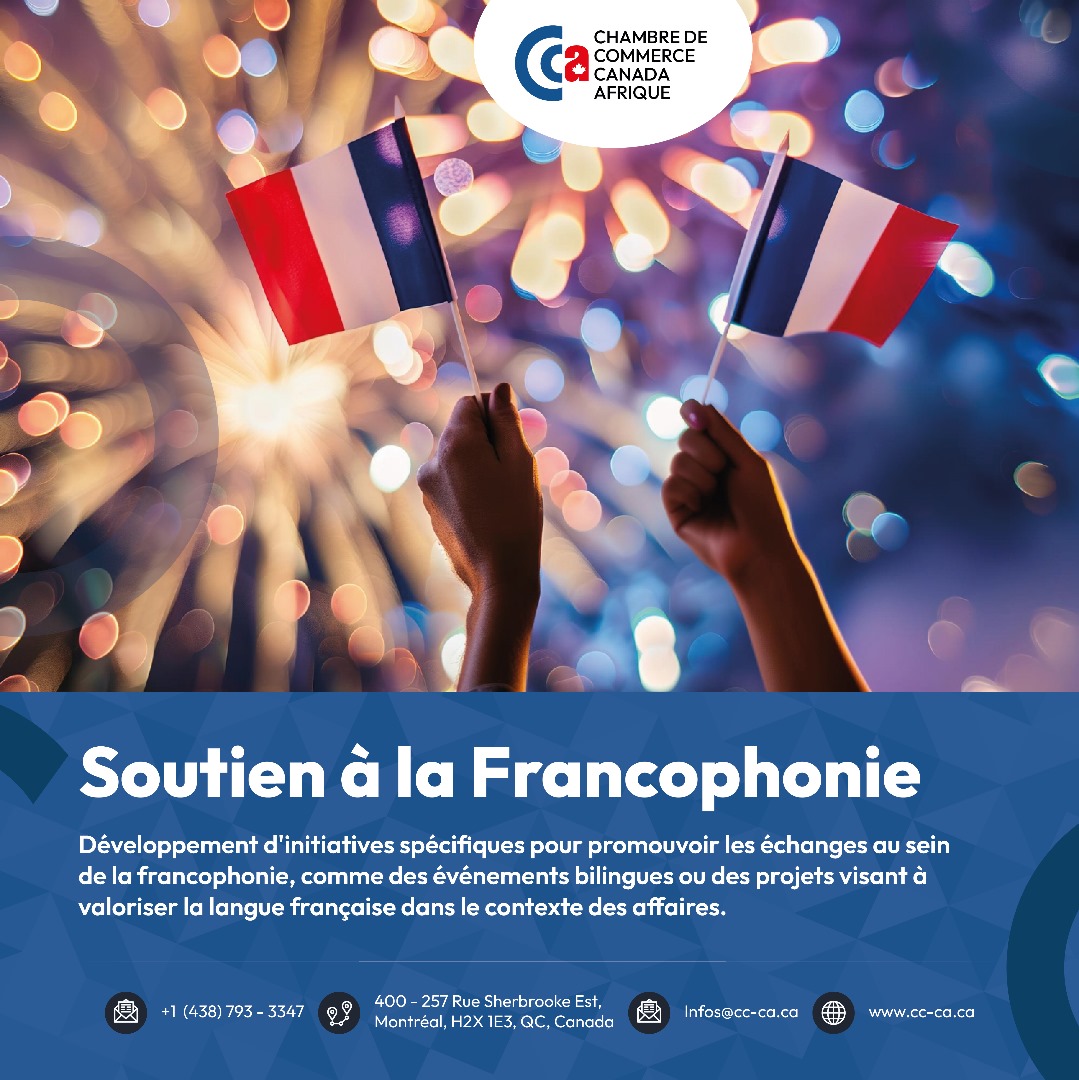 cca
CHAMBRE DE
COMMERCE
CANADA
AFRIQUE
Soutien à la Francophonie
Développement d'initiatives spécifiques pour promouvoir les échanges au sein
de la francophonie, comme des événements bilingues ou des projets visant à
valoriser la langue française dans le contexte des affaires.
+1 (438) 793 - 3347
400 - 257 Rue Sherbrooke Est,
Montréal, H2X 1E3, QC, Canada
Infos@cc-ca.ca
www.cc-ca.ca